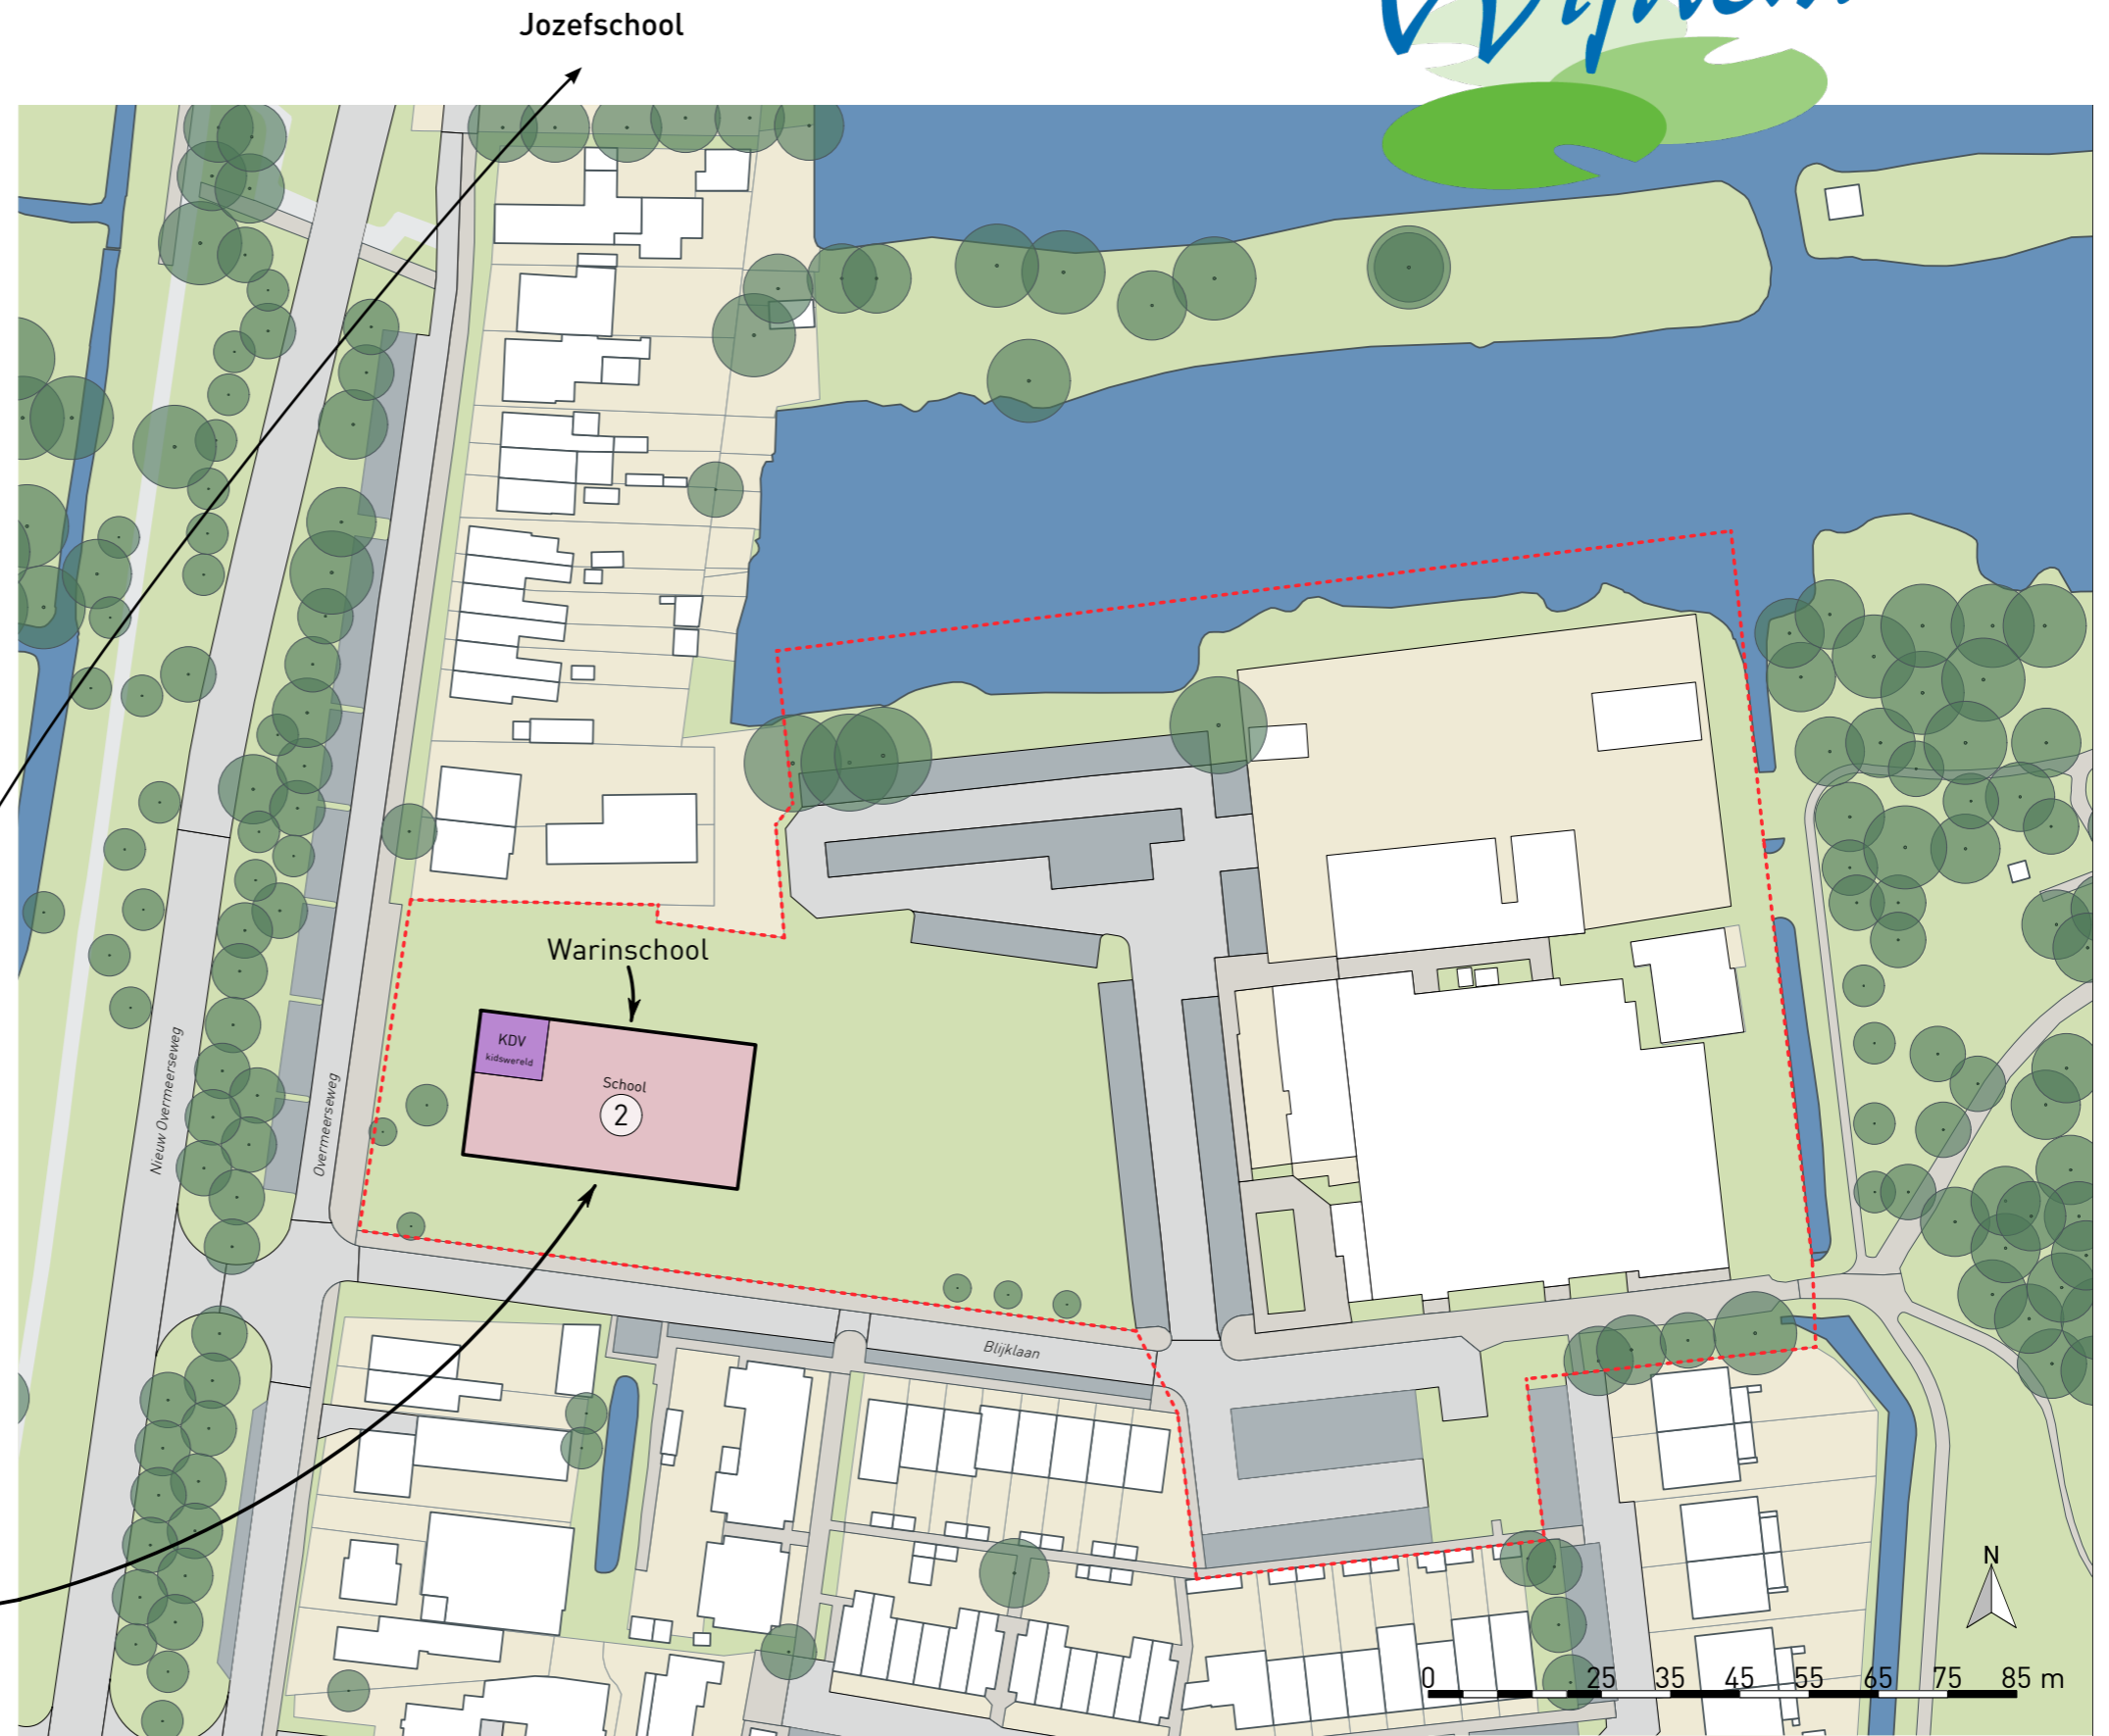 Jozefschool
Warinschool
KDV
kidswereld
School
2
Nieuw Overmeerseweg
Overmeerseweg
Blijklaan
N
0 25 35 45 55 65 75 85 m